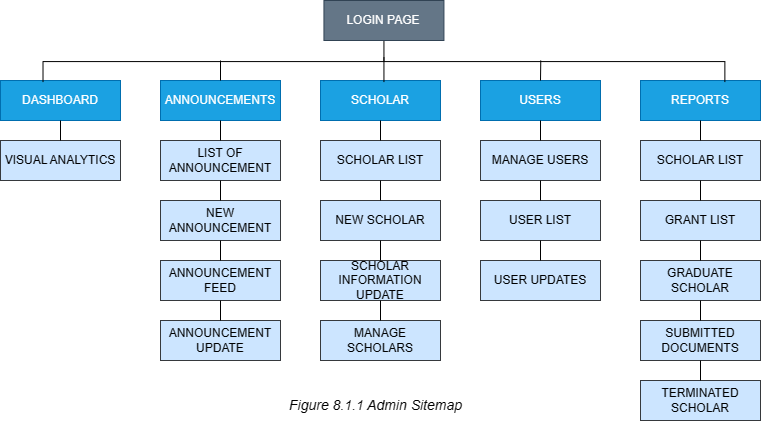 LOGIN PAGE
DASHBOARD
ANNOUNCEMENTS
SCHOLAR
USERS
REPORTS
VISUAL ANALYTICS
LIST OF
ANNOUNCEMENT
SCHOLAR LIST
MANAGE USERS
SCHOLAR LIST
NEW
ANNOUNCEMENT
NEW SCHOLAR
USER LIST
GRANT LIST
ANNOUNCEMENT
FEED
SCHOLAR
INFORMATION
UPDATE
USER UPDATES
GRADUATE
SCHOLAR
ANNOUNCEMENT
UPDATE
MANAGE
SCHOLARS
SUBMITTED
DOCUMENTS
TERMINATED
SCHOLAR
Figure 8.1.1 Admin Sitemap